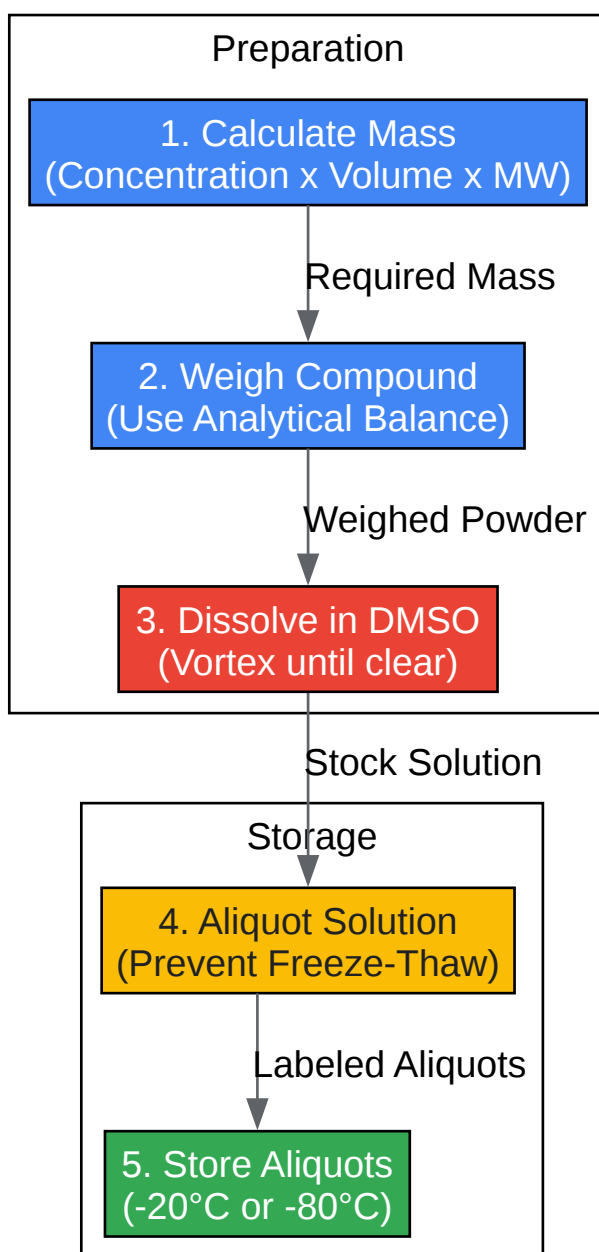 Preparation
1. Calculate Mass
(Concentration x Volume x MW)
Required Mass
2. Weigh Compound
(Use Analytical Balance)
Weighed Powder
3. Dissolve in DMSO
(Vortex until clear)
Stock Solution
Storage
4. Aliquot Solution
(Prevent Freeze-Thaw)
Labeled Aliquots
5. Store Aliquots
(-20°C or -80°C)